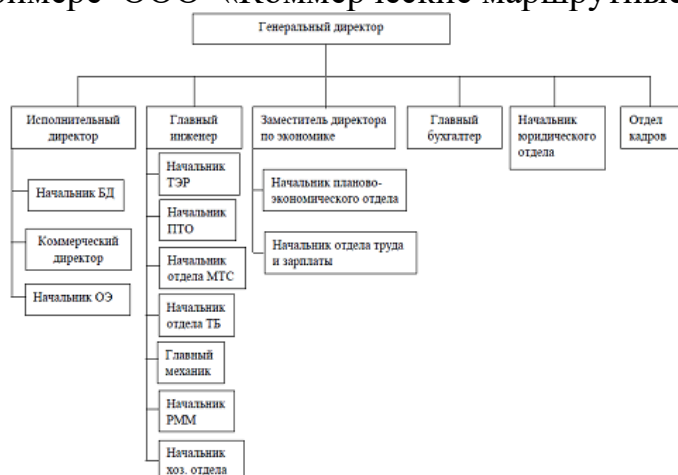 ООО «Коммерческие маршрутные
Генеральный директор
Исполнительный
директор
Главный
инженер
Заместитель директора
по экономике
Главный
бухгалтер
Начальник
юридического
отдела
Отдел
кадров
Начальник БД
Коммерческий
директор
Начальник ОЭ
Начальник
ТЭР
Начальник
ПТО
Начальник
отдела МТС
Начальник
отдела ТБ
Главный
механик
Начальник
РММ
Начальник
хоз. отдела
Начальник планово-
экономического отдела
Начальник отдела труда
и зарплаты